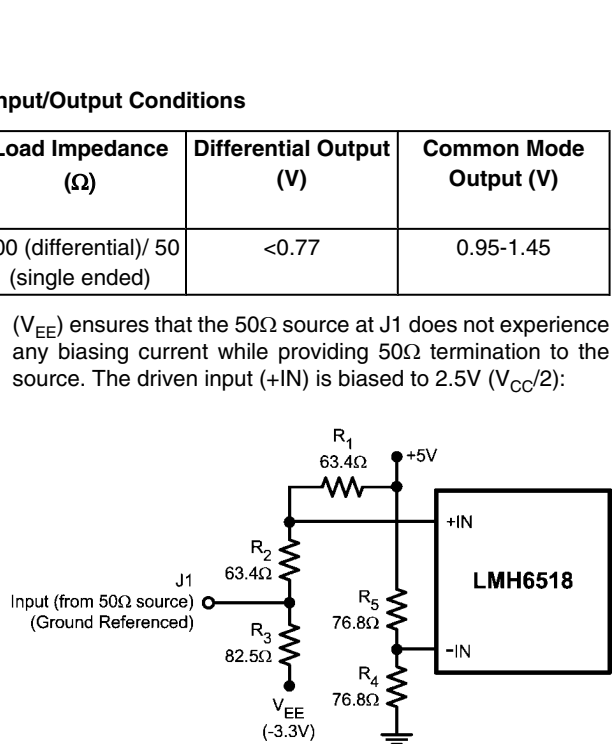 nput/Output Conditions
oad Impedance (Ω)
Differential Output (V)
Common Mode Output (V)
00 (differential)/ 50 (single ended)
<0.77
0.95-1.45
(VEE) ensures that the 50Ω source at J1 does not experience
any biasing current while providing 50Ω termination to the
source. The driven input (+IN) is biased to 2.5V (VCC/2):
R1
63.4Ω
+5V
+IN
R2
63.4Ω
LMH6518
J1
Input (from 50Ω source)
(Ground Referenced)
R5
76.8Ω
R3
82.5Ω
-IN
R4
76.8Ω
VEE
(-3.3V)